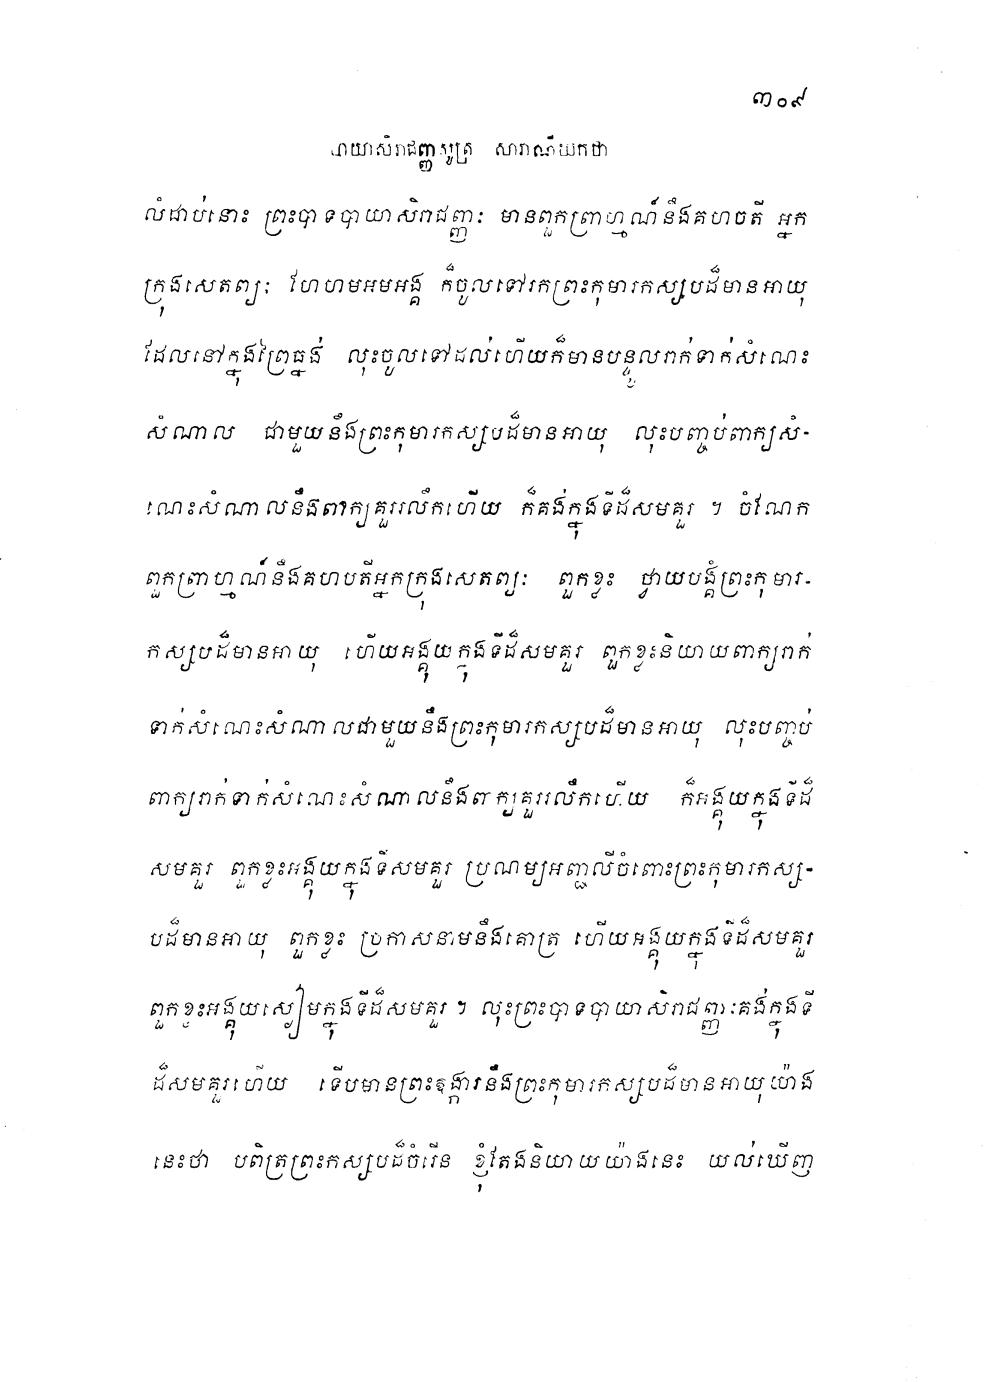 ៣០៩
បាយាសិរាជញ្ញសូត្រ សារាណីយកថា
លំដាប់នោះ ព្រះបាទបាយាសិរាជញ្ញៈ មានពួកព្រាហ្មណ៍នឹងគហបតី អ្នក
ក្រុងសេតព្យៈ ហែហមអមអង្គ ក៏ចូលទៅរកព្រះកុមារកស្សបដ៏មានអាយុ
ដែលនៅក្នុងព្រៃធ្នង់ លុះចូលទៅដល់ហើយក៏មានបន្ទូលរាក់ទាក់សំណេះ
សំណាល ជាមួយនឹងព្រះកុមារកស្សបដ៏មានអាយុ លុះបញ្ចប់ពាក្យសំ-
ណេះសំណាលនឹងពាក្យគួររលឹកហើយ ក៏គង់ក្នុងទីដ៏សមគួរ ។ ចំណែក
ពួកព្រាហ្មណ៍នឹងគហបតីអ្នកក្រុងសេតព្យៈ ពួកខ្លះ ថ្វាយបង្គំព្រះកុមារ-
កស្សបដ៏មានអាយុ ហើយអង្គុយក្នុងទីដ៏សមគួរ ពួកខ្លះនិយាយពាក្យរាក់
ទាក់សំណេះសំណាលជាមួយនឹងព្រះកុមារកស្សបដ៏មានអាយុ លុះបញ្ចប់
ពាក្យរាក់ទាក់សំណេះសំណាលនឹងពាក្យគួររលឹកហើយ ក៏អង្គុយក្នុងទីដ៏
សមគួរ ពួកខ្លះអង្គុយក្នុងទីសមគួរ ប្រណម្យអញ្ជលីចំពោះព្រះកុមារកស្ស-
បដ៏មានអាយុ ពួកខ្លះ ប្រកាសនាមនឹងគោត្រ ហើយអង្គុយក្នុងទីដ៏សមគួរ
ពួកខ្លះអង្គុយស្ងៀមក្នុងទីដ៏សមគួរ ។ លុះព្រះបាទបាយាសិរាជញ្ញៈគង់ក្នុងទី
ដ៏សមគួរហើយ ទើបមានព្រះឱង្ការនឹងព្រះកុមារកស្សបដ៏មានអាយុយ៉ាង
នេះថា បពិត្រព្រះកស្សបដ៏ចំរើន ខ្ញុំតែងនិយាយយ៉ាងនេះ យល់ឃើញ